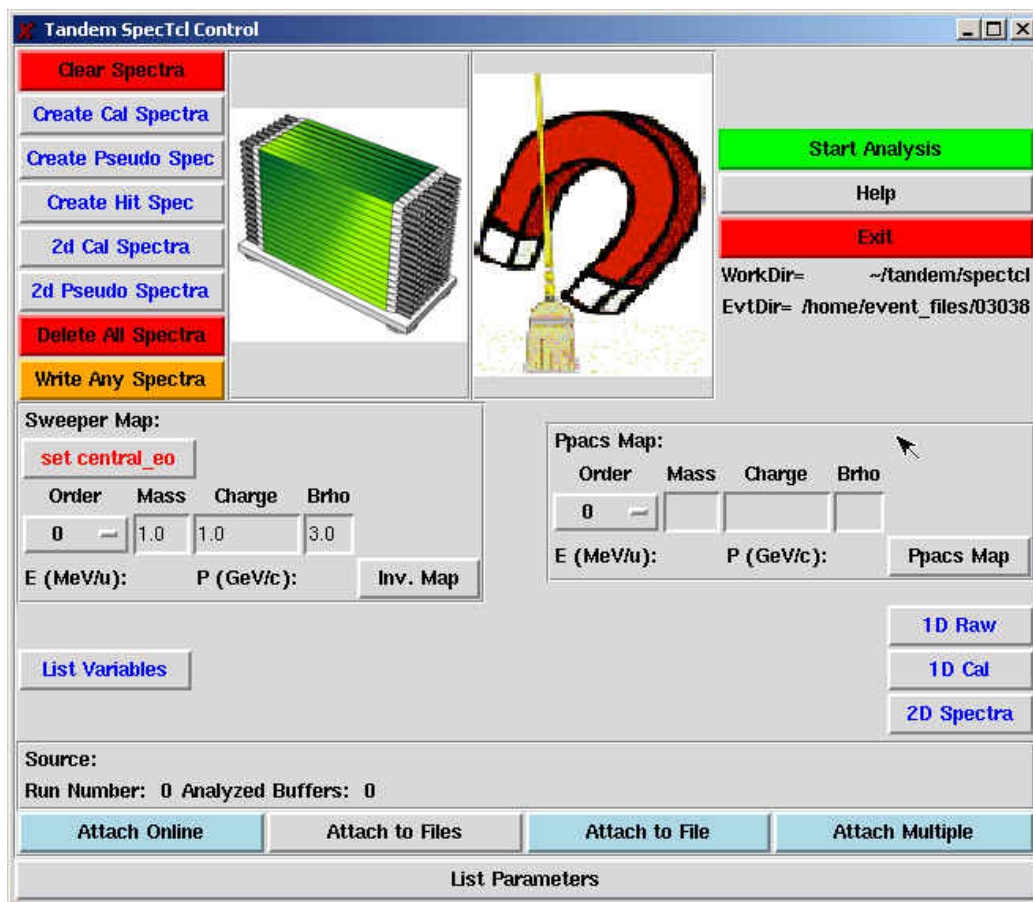 Tandem SpecTcl Control
Clear Spectra
Create Cal Spectra
Create Pseudo Spec
Create Hit Spec
2d Cal Spectra
2d Pseudo Spectra
Delete All Spectra
Write Any Spectra
Start Analysis
Help
Exit
WorkDir= ~/tandem/spectcl
EvtDir= /home/event_files/03038
Sweeper Map:
set central_eo
Order Mass Charge Brho
0 1.0 1.0 3.0
E (MeV/u): P (GeV/c): Inv. Map
Ppacs Map:
Order Mass Charge Brho
0
E (MeV/u): P (GeV/c): Ppacs Map
List Variables
1D Raw
1D Cal
2D Spectra
Source:
Run Number: 0 Analyzed Buffers: 0
Attach Online Attach to Files Attach to File Attach Multiple
List Parameters